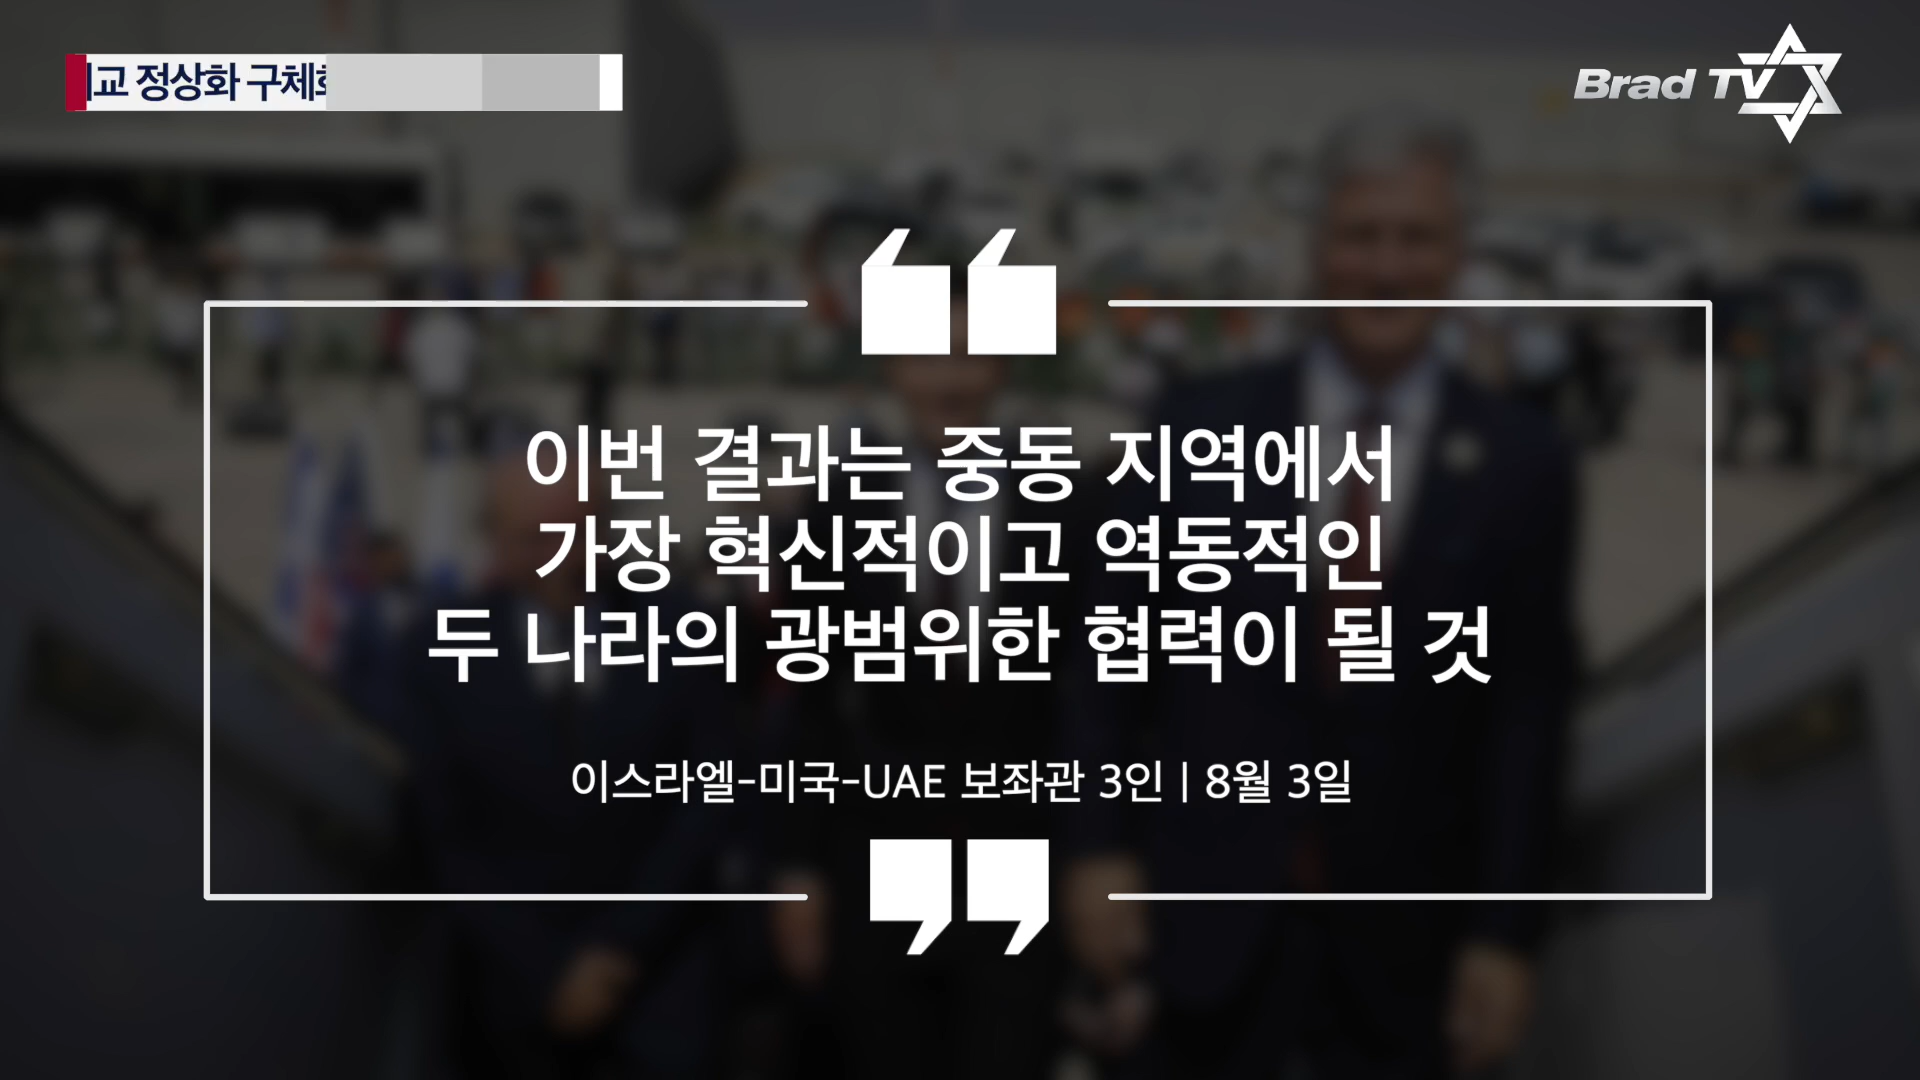 교 정상화 구체
Brad TV
이번 결과는 중동 지역에서
가장 혁신적이고 역동적인
두 나라의 광범위한 협력이 될 것
이스라엘-미국-UAE 보좌관 3인 | 8월 3일